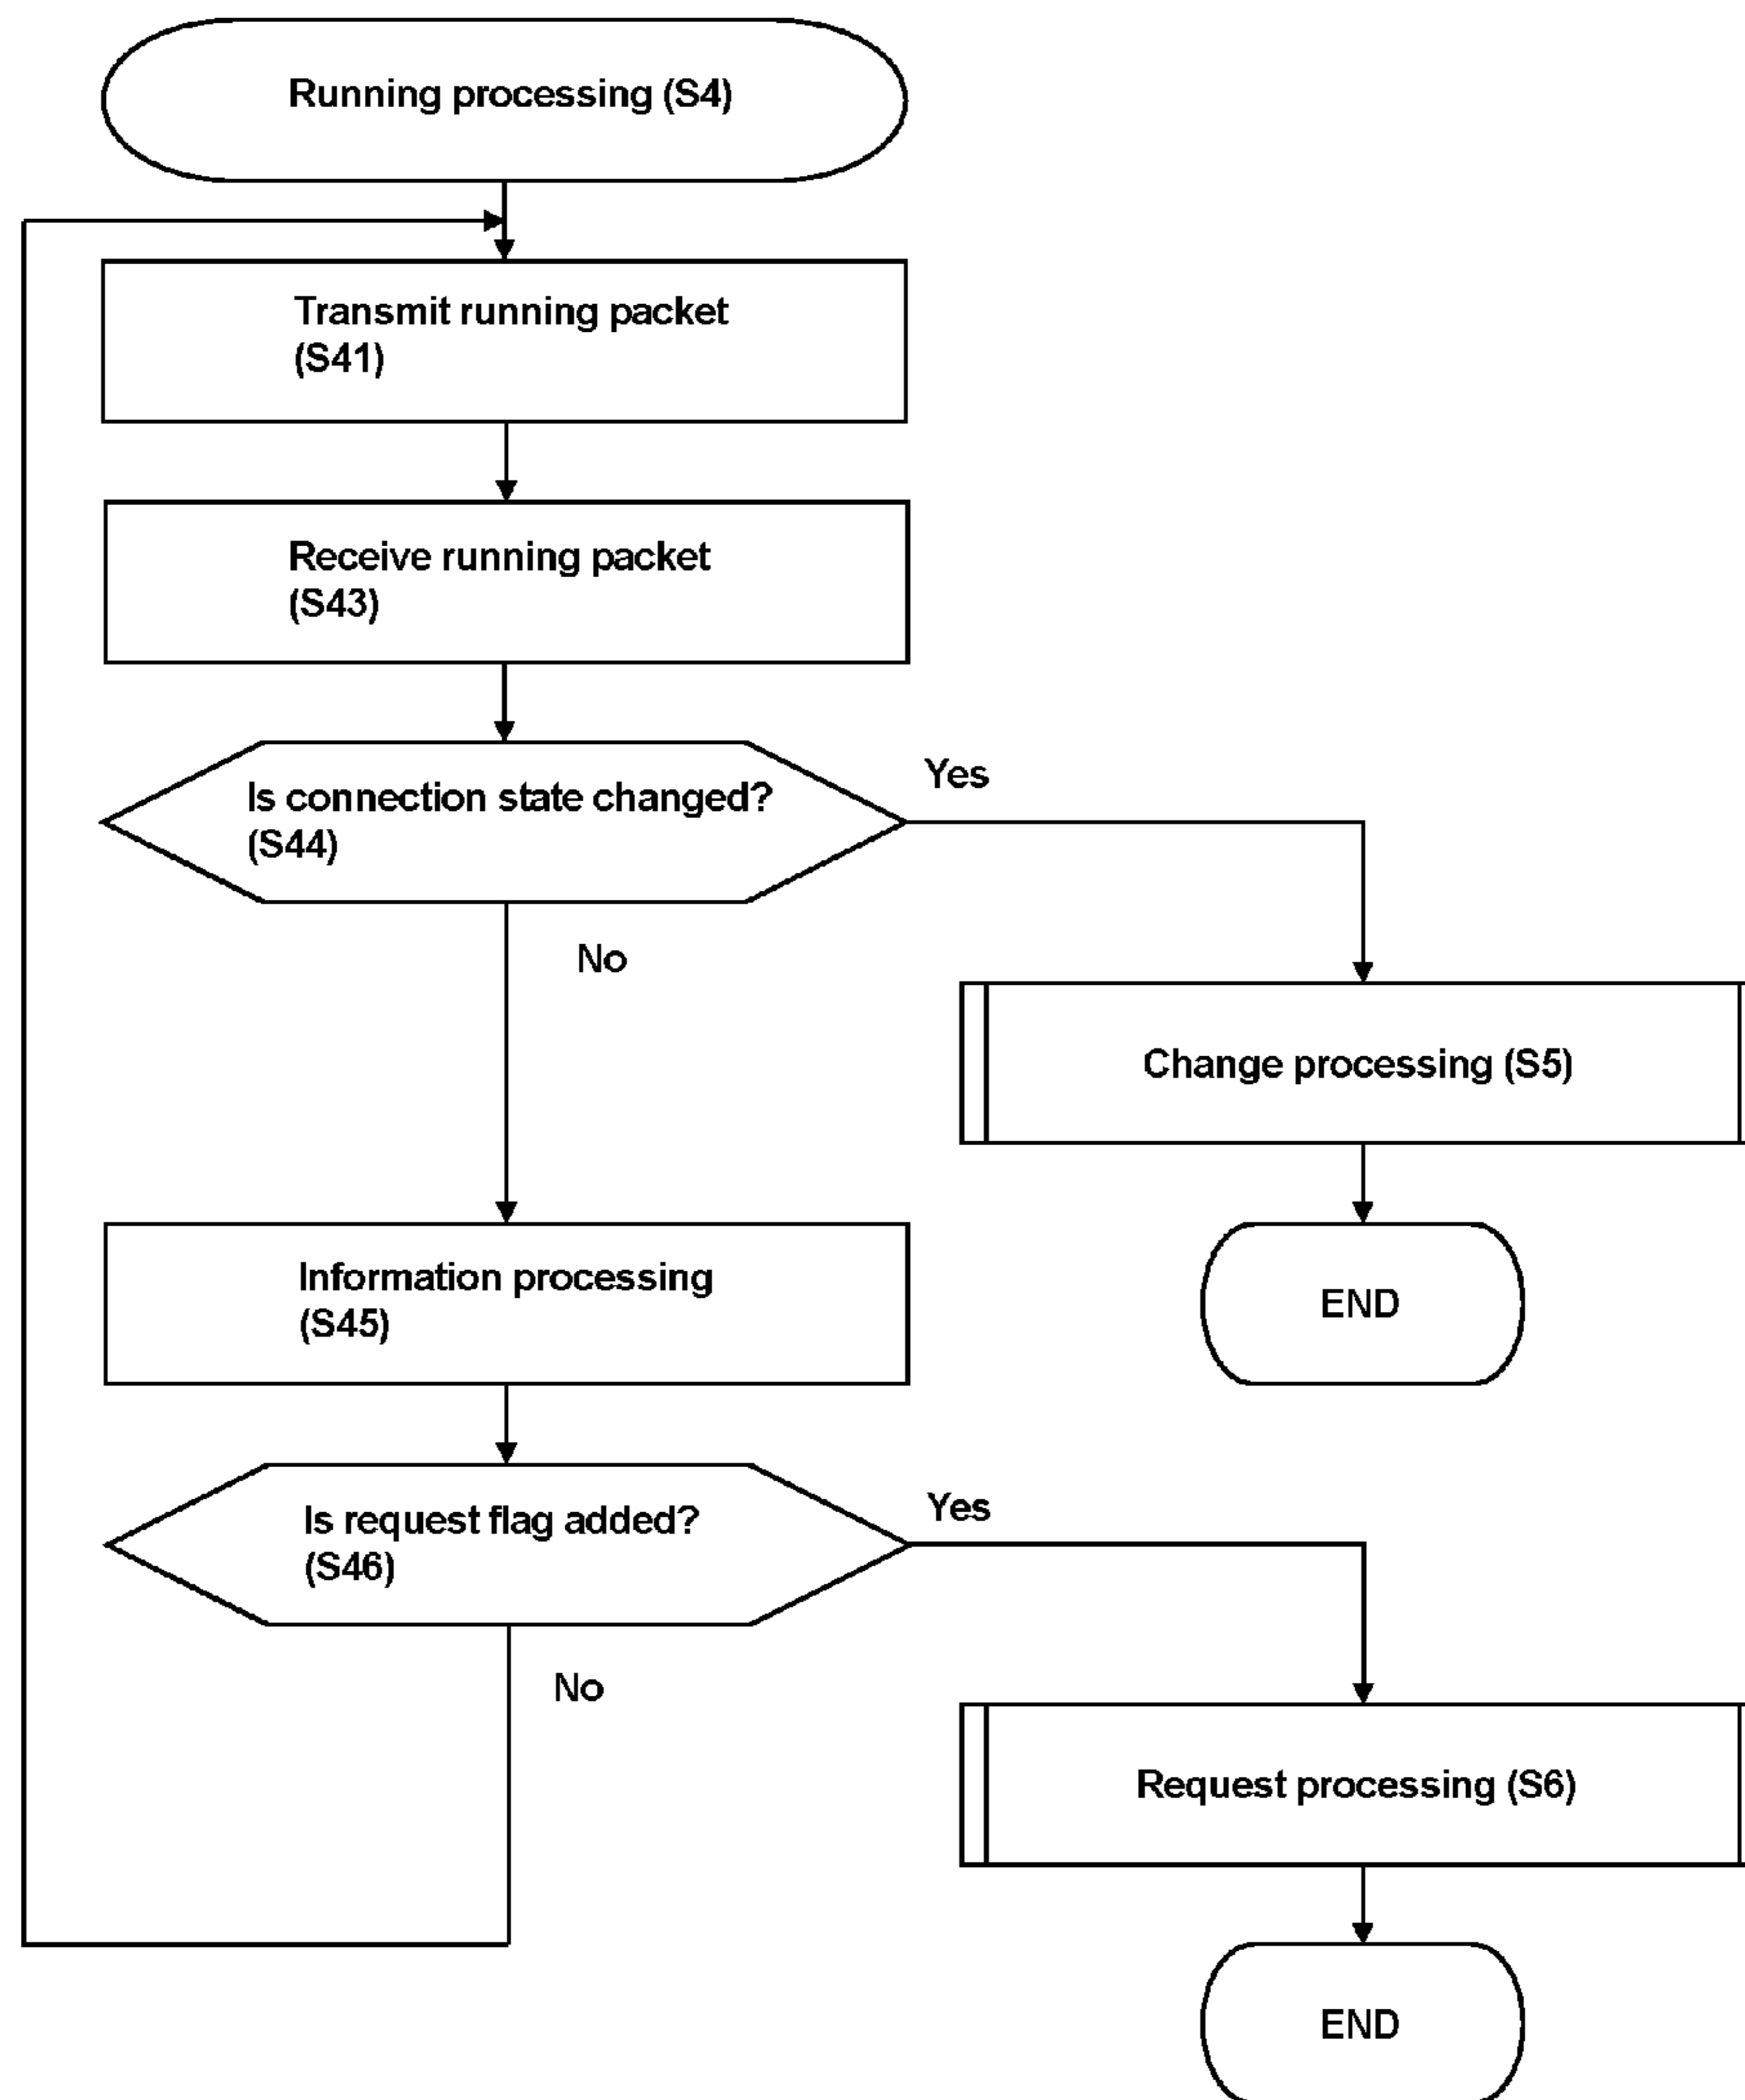 Running processing (S4)
Transmit running packet
(S41)
Receive running packet
(S43)
Is connection state changed?
(S44)
Yes
No
Change processing (S5)
Information processing
(S45)
END
Is request flag added?
(S46)
Yes
No
Request processing (S6)
END